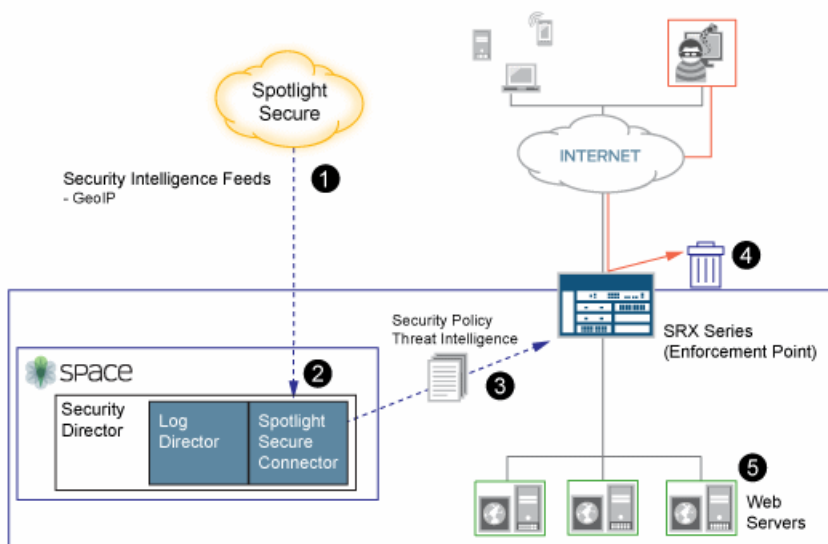 Spotlight
Secure
Security Intelligence Feeds
- GeoIP
1
INTERNET
4
SRX Series
(Enforcement Point)
Security Policy
Threat Intelligence
3
2
SPACE
Security
Director
Log
Director
Spotlight
Secure
Connector
5
Web
Servers